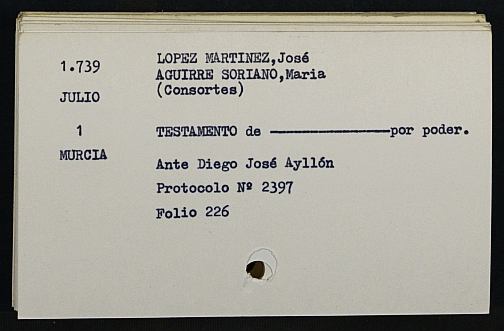 1.739
LOPEZ MARTINEZ,José
AGUIRRE SORIANO,Maria
JULIO
(Consortes)
1
TESTAMENTO de ——————————por poder.
MURCIA
Ante Diego José Ayllón
Protocolo Nº 2397
Folio 226